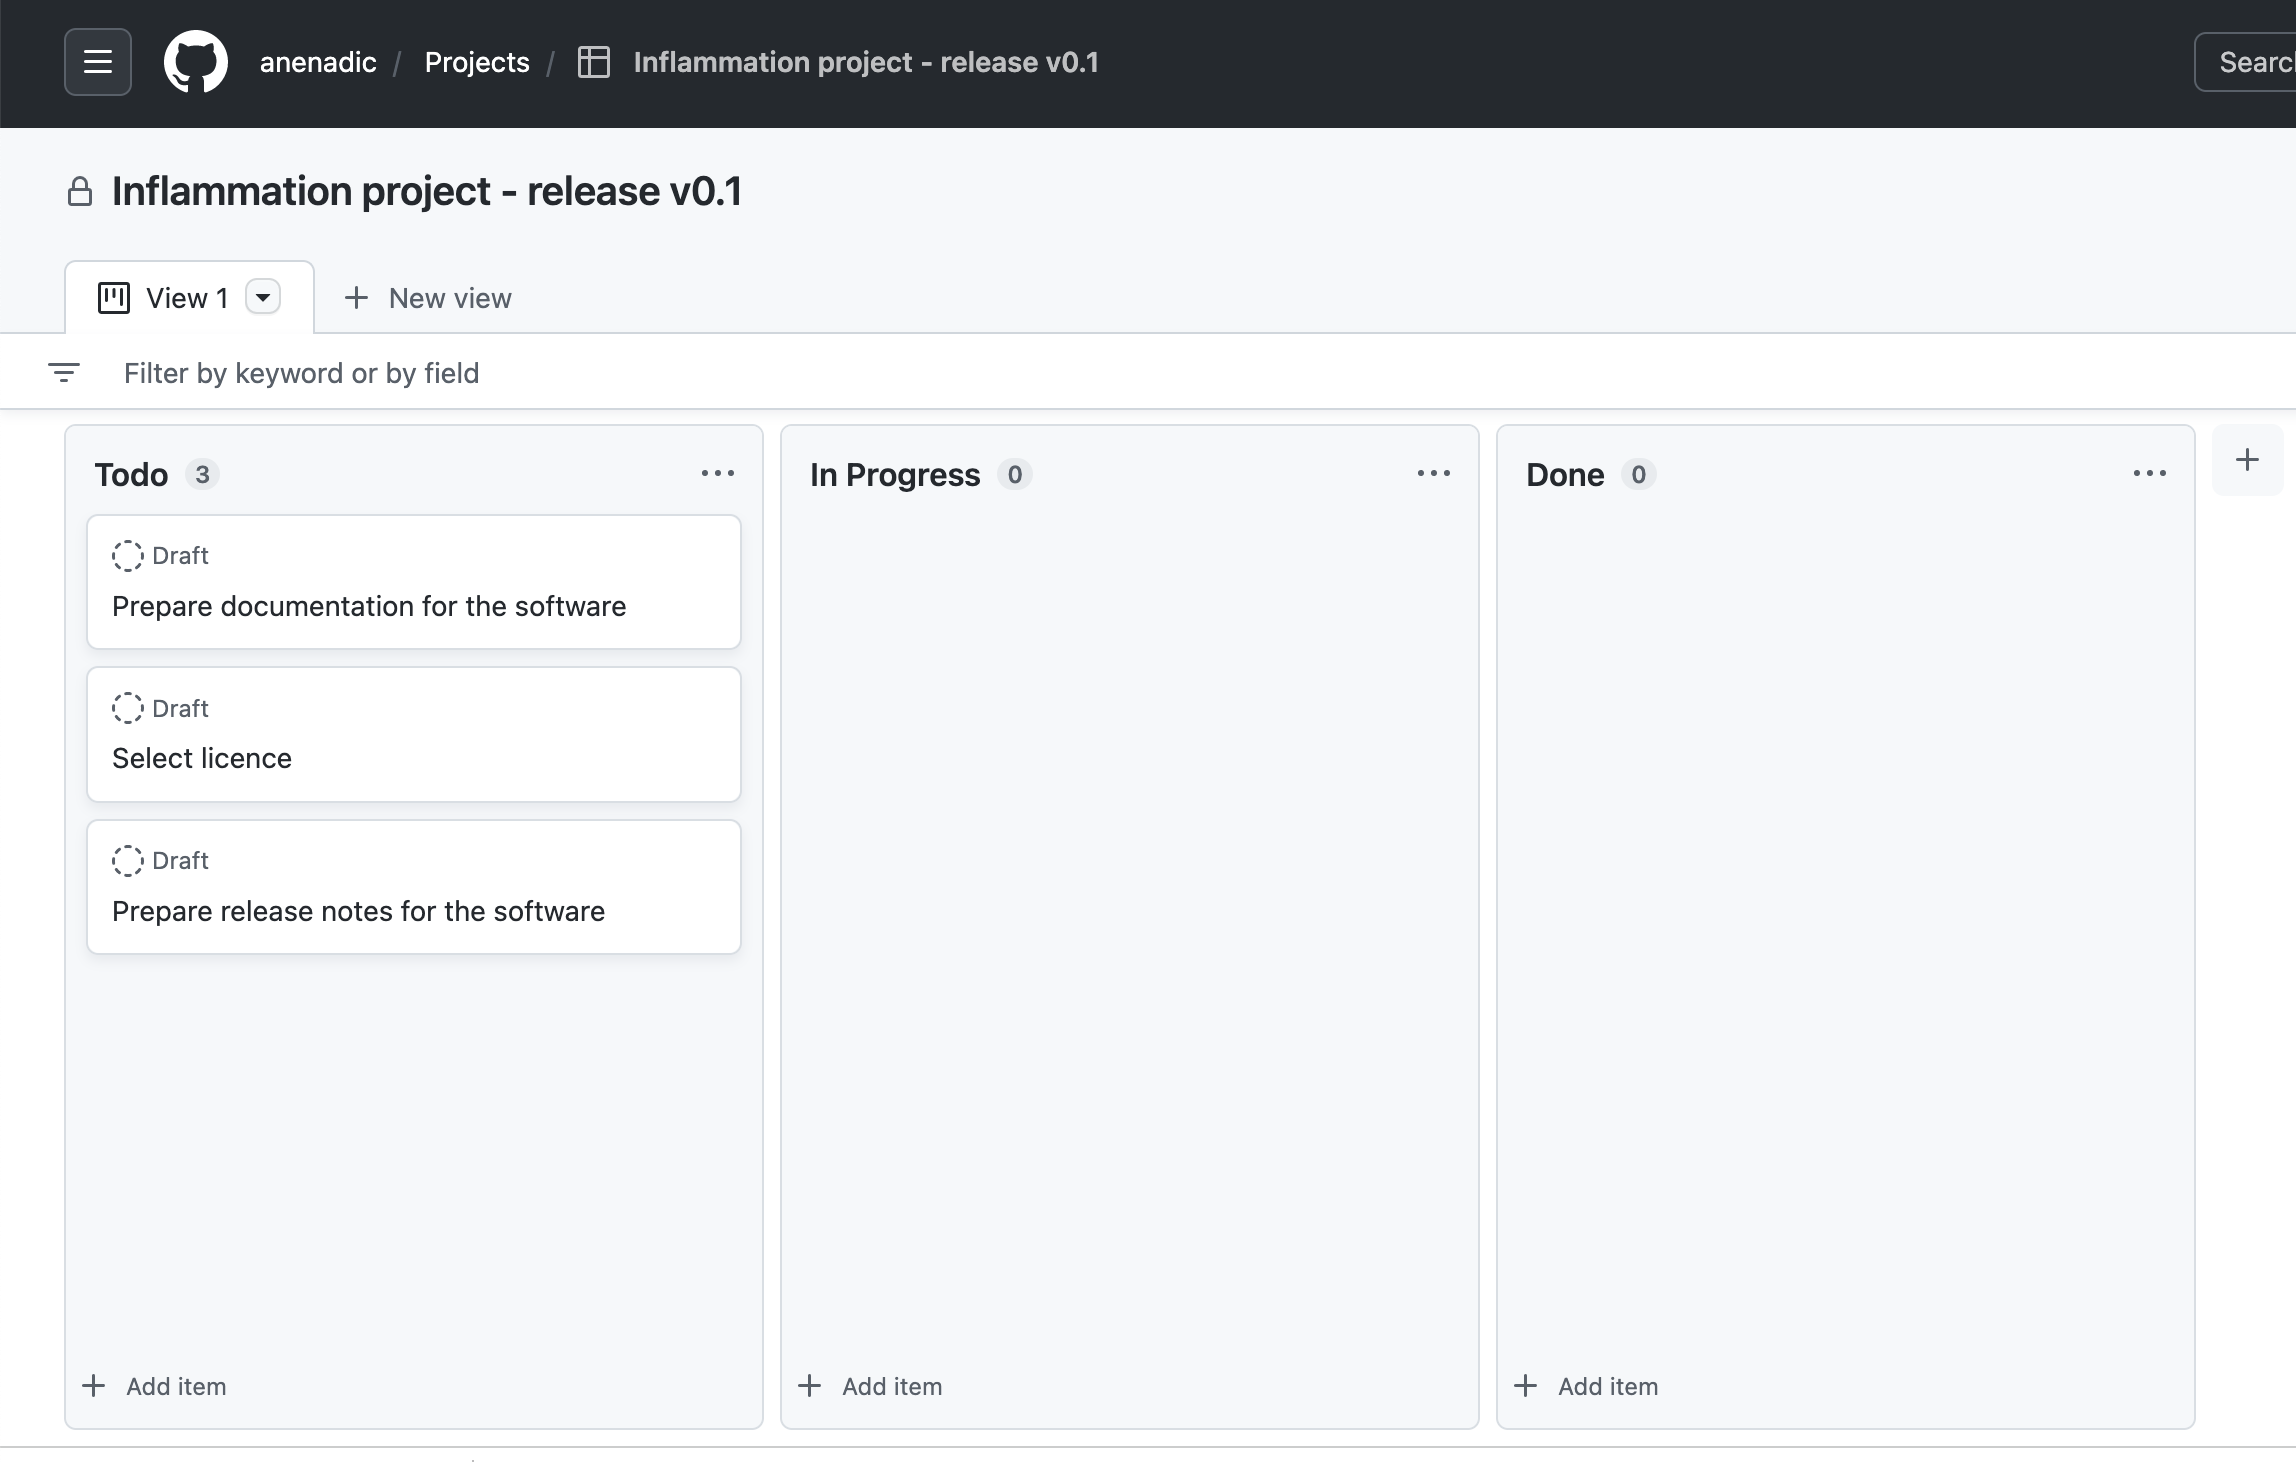 anenadic / Projects / Inflammation project - release v0.1
Searc
Inflammation project - release v0.1
View 1
New view
Filter by keyword or by field
Todo 3
Draft
Prepare documentation for the software
Draft
Select licence
Draft
Prepare release notes for the software
Add item
In Progress 0
Add item
Done 0
Add item